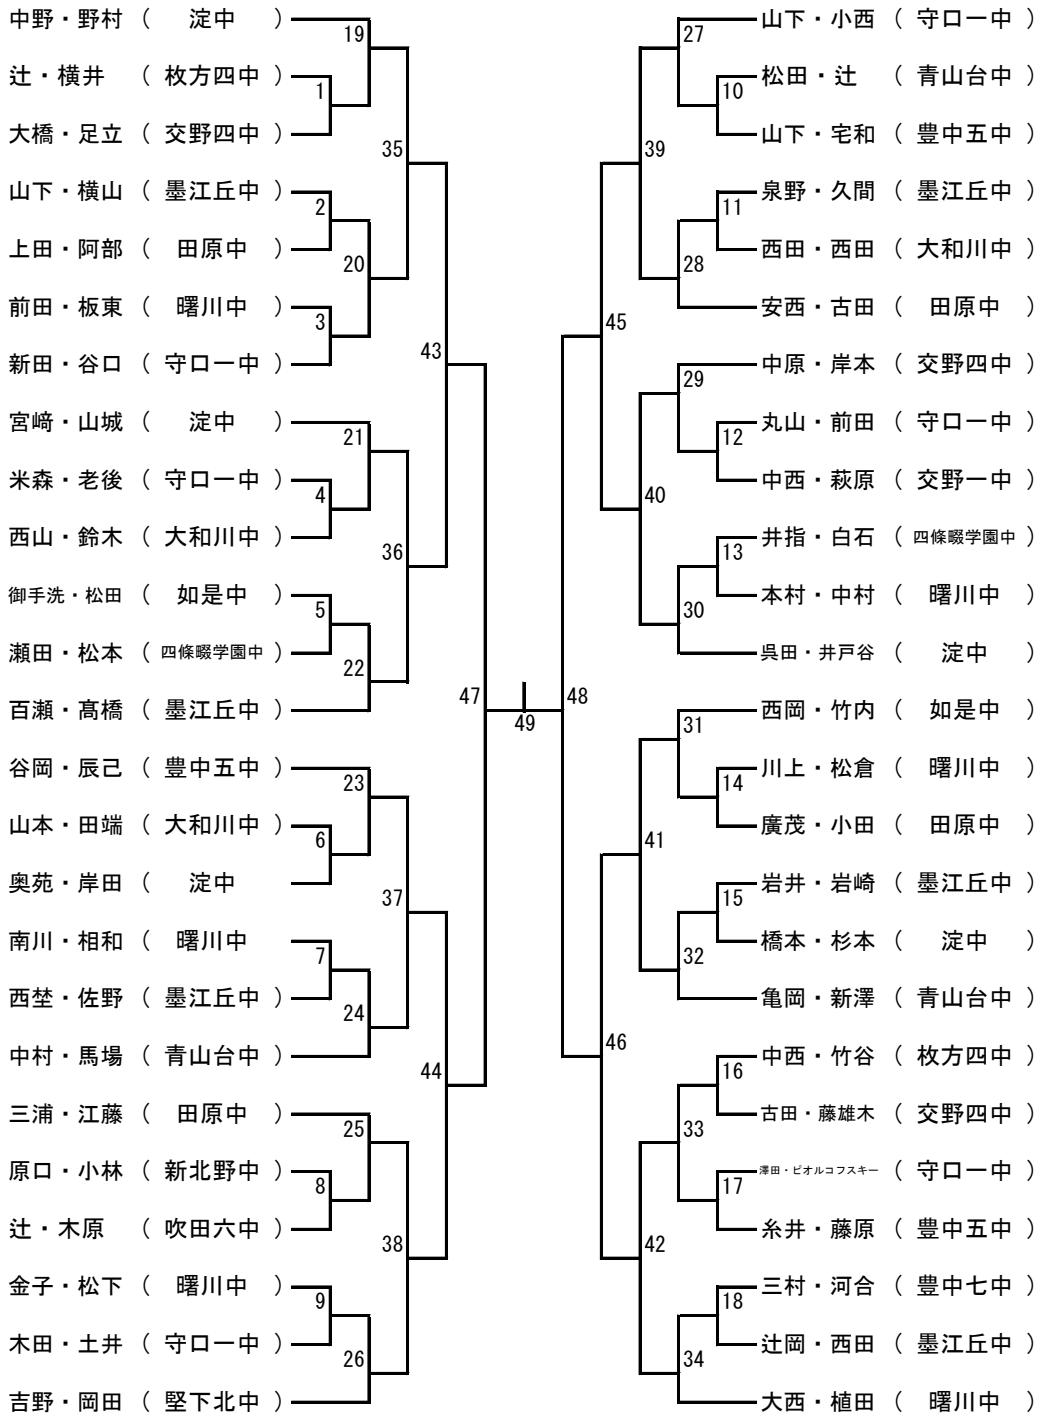 中野・野村 （ 淀中 ）
辻・横井 （ 枚方四中 ）
大橋・足立 （ 交野四中 ）
山下・横山 （ 墨江丘中 ）
上田・阿部 （ 田原中 ）
前田・板東 （ 曙川中 ）
新田・谷口 （ 守口一中 ）
宮﨑・山城 （ 淀中 ）
米森・老後 （ 守口一中 ）
西山・鈴木 （ 大和川中 ）
御手洗・松田 （ 如是中 ）
瀬田・松本 （ 四條畷学園中 ）
百瀬・髙橋 （ 墨江丘中 ）
谷岡・辰己 （ 豊中五中 ）
山本・田端 （ 大和川中 ）
奥苑・岸田 （ 淀中 ）
南川・相和 （ 曙川中 ）
西埜・佐野 （ 墨江丘中 ）
中村・馬場 （ 青山台中 ）
三浦・江藤 （ 田原中 ）
原口・小林 （ 新北野中 ）
辻・木原 （ 吹田六中 ）
金子・松下 （ 曙川中 ）
木田・土井 （ 守口一中 ）
吉野・岡田 （ 堅下北中 ）
1
2
3
4
5
6
7
8
9
19
20
21
22
23
24
25
26
35
36
37
38
43
44
47
49
48
45
46
39
40
41
42
27
28
29
30
31
32
33
34
10
11
12
13
14
15
16
17
18
山下・小西 （ 守口一中 ）
松田・辻 （ 青山台中 ）
山下・宅和 （ 豊中五中 ）
泉野・久間 （ 墨江丘中 ）
西田・西田 （ 大和川中 ）
安西・古田 （ 田原中 ）
中原・岸本 （ 交野四中 ）
丸山・前田 （ 守口一中 ）
中西・萩原 （ 交野一中 ）
井指・白石 （ 四條畷学園中 ）
本村・中村 （ 曙川中 ）
呉田・井戸谷 （ 淀中 ）
西岡・竹内 （ 如是中 ）
川上・松倉 （ 曙川中 ）
廣茂・小田 （ 田原中 ）
岩井・岩崎 （ 墨江丘中 ）
橋本・杉本 （ 淀中 ）
亀岡・新澤 （ 青山台中 ）
中西・竹谷 （ 枚方四中 ）
古田・藤雄木 （ 交野四中 ）
澤田・ピオルコフスキー （ 守口一中 ）
糸井・藤原 （ 豊中五中 ）
三村・河合 （ 豊中七中 ）
辻岡・西田 （ 墨江丘中 ）
大西・植田 （ 曙川中 ）